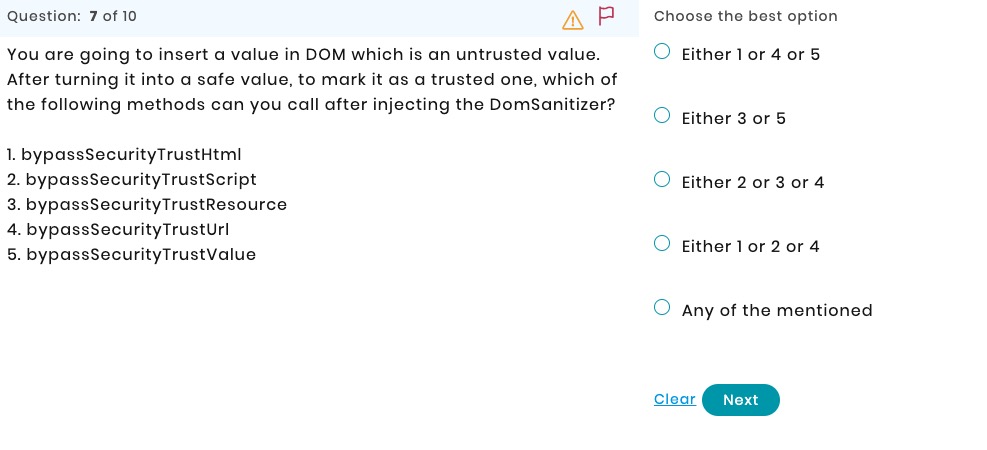 Question: 7 of 10
You are going to insert a value in DOM which is an untrusted value.
After turning it into a safe value, to mark it as a trusted one, which of
the following methods can you call after injecting the DomSanitizer?
1. bypassSecurityTrustHtml
2. bypassSecurityTrustScript
3. bypassSecurityTrustResource
4. bypassSecurityTrustUrl
5. bypassSecurityTrustValue
Choose the best option
Either 1 or 4 or 5
Either 3 or 5
Either 2 or 3 or 4
Either 1 or 2 or 4
Any of the mentioned
Clear Next